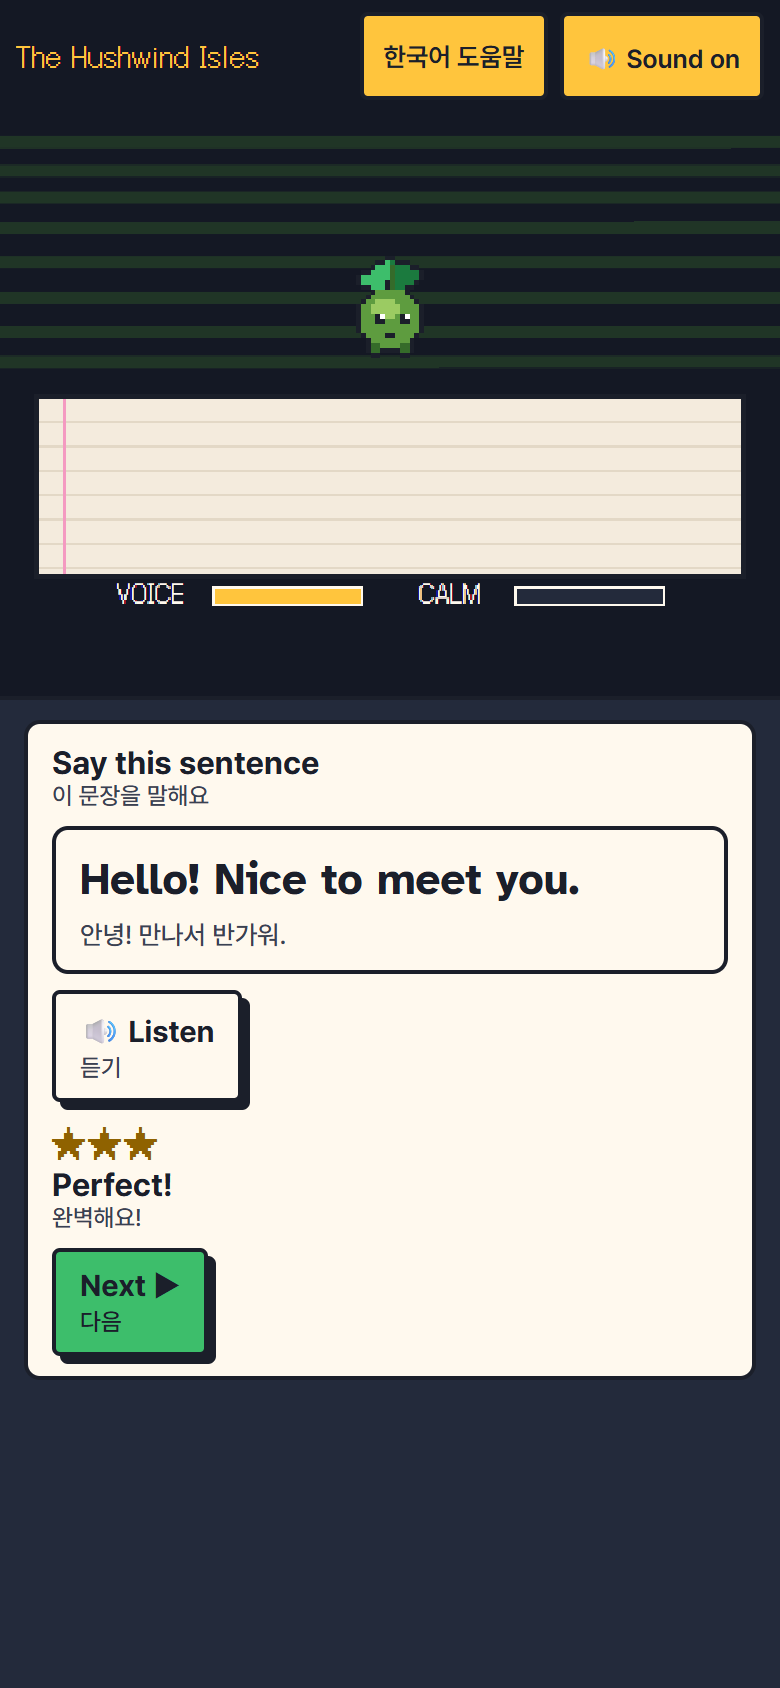 The Hushwind Isles
한국어 도움말
Sound on
VOICE
CALM
Say this sentence
이 문장을 말해요
Hello! Nice to meet you.
안녕! 만나서 반가워.
Listen
듣기
Perfect!
완벽해요!
Next ▶
다음